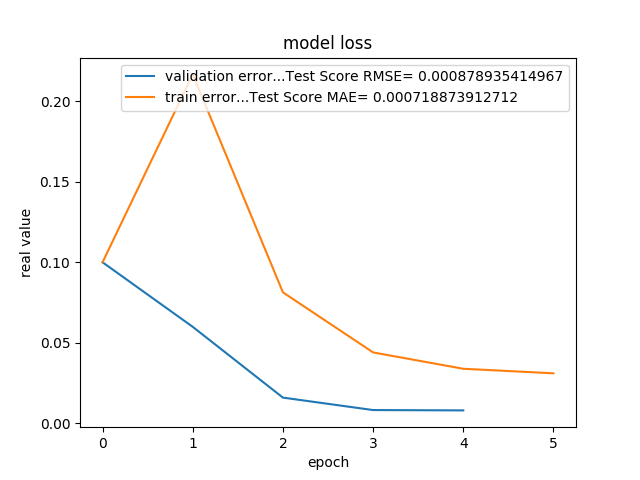 model loss
validation error...Test Score RMSE= 0.000878935414967
train error...Test Score MAE= 0.000718873912712
real value
0.20
0.15
0.10
0.05
0.00
0 1 2 3 4 5
epoch